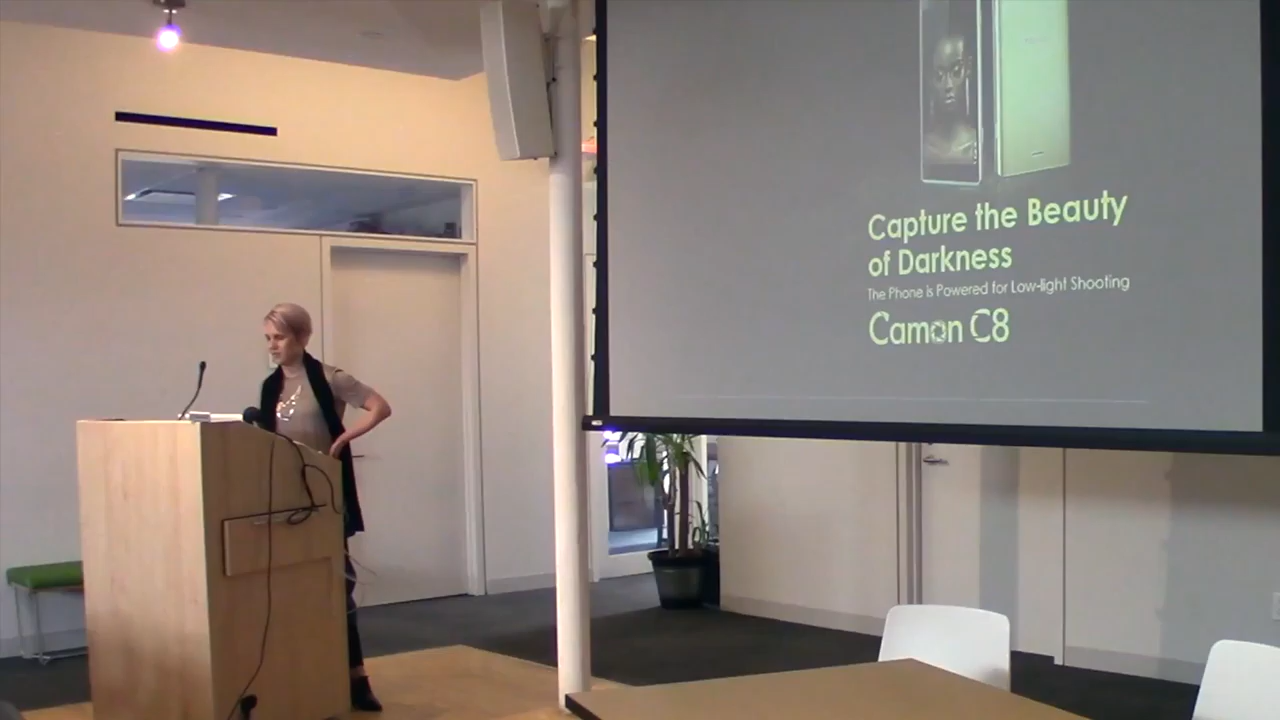 Capture the Beauty
of Darkness
The Phone is Powered for Low-light Shooting
Camon C8